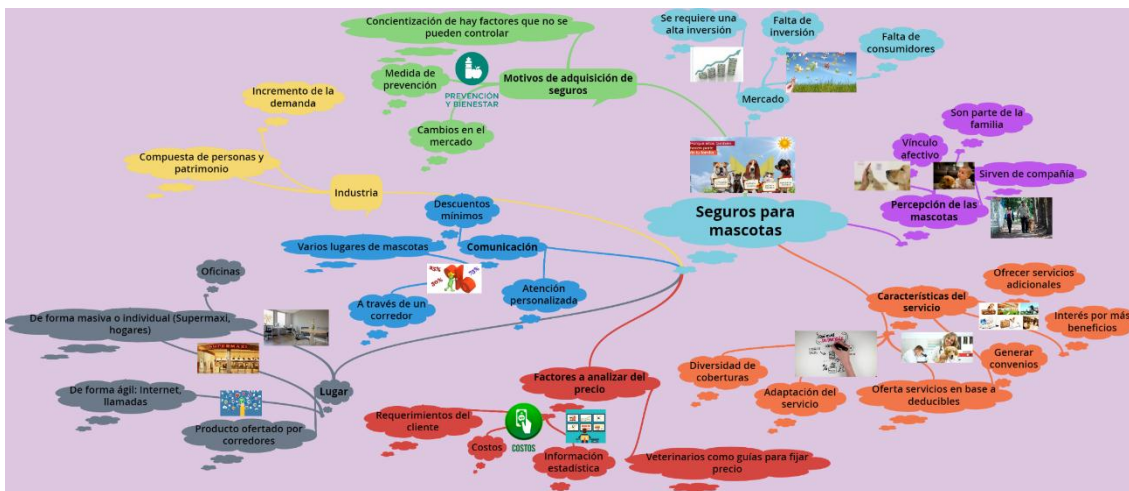 Concientización de hay factores que no se
pueden controlar
Medida de
prevención
PREVENCIÓN
Y BIENESTAR
Cambios en el
mercado
Motivos de adquisición de
seguros
Se requiere una
alta inversión
Falta de
inversión
Falta de
consumidores
Mercado
Incremento de la
demanda
Compuesta de personas y
patrimonio
Industria
Son parte de la
familia
Vínculo
afectivo
Sirven de compañía
Percepción de las
mascotas
Seguros para
mascotas
Descuentos
mínimos
Varios lugares de mascotas
Comunicación
A través de un
corredor
Atención
personalizada
Oficinas
De forma masiva o individual (Supermaxi,
hogares)
De forma ágil: Internet,
llamadas
Producto ofertado por
corredores
Lugar
Ofrecer servicios
adicionales
Características del
servicio
Interés por más
beneficios
Generar
convenios
Diversidad de
coberturas
Adaptación del
servicio
Oferta servicios en base a
deducibles
Factores a analizar del
precio
Requerimientos del
cliente
Costos
COSTOS
Información
estadística
Veterinarios como guías para fijar
precio